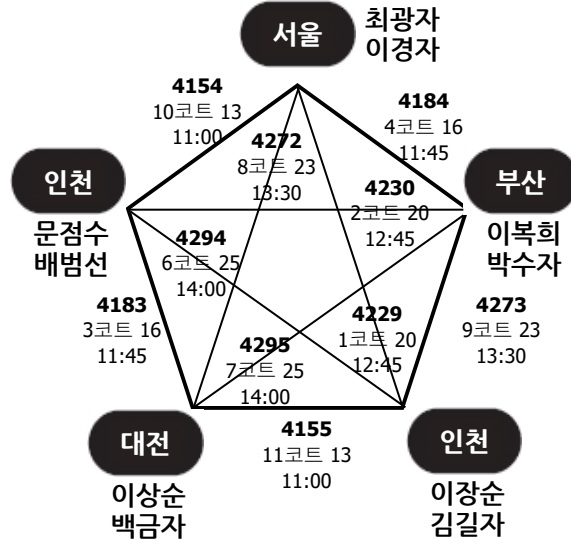 서울
최광자
이경자
4154
10코트 13
11:00
4184
4코트 16
11:45
4272
8코트 23
13:30
인천
문점수
배범선
4230
2코트 20
12:45
부산
이복희
박수자
4294
6코트 25
14:00
4183
3코트 16
11:45
4229
1코트 20
12:45
4273
9코트 23
13:30
4295
7코트 25
14:00
대전
이상순
백금자
4155
11코트 13
11:00
인천
이장순
김길자